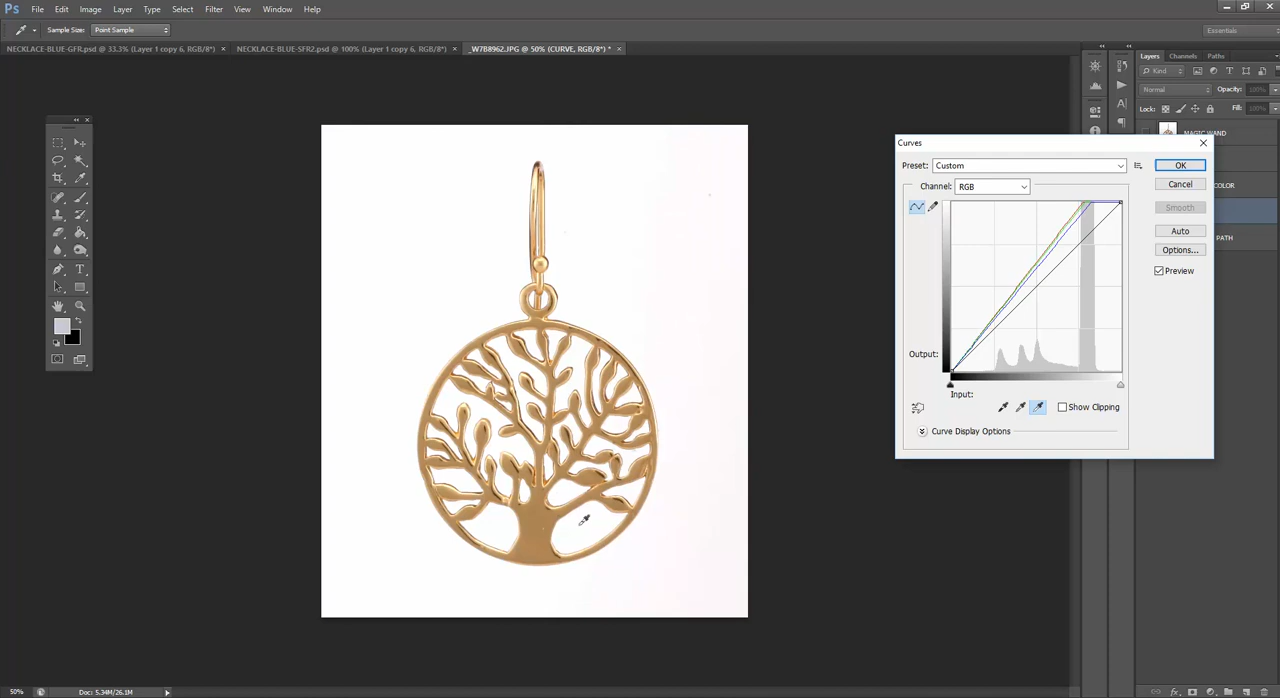 Ps File Edit Image Layer Type Select Filter View Window Help
Sample Size: Point Sample Essentials
NECKLACE-BLUE-GFR.psd @ 33.3% (Layer 1 copy 6, RGB/8*) × NECKLACE-BLUE-SFR2.psd @ 100% (Layer 1 copy 6, RGB/8*) × _W7B8962.JPG @ 50% (CURVE, RGB/8*) * ×
Layers Channels Paths
Kind
Normal Opacity: 100%
Lock: Fill: 100%
MAGIC WAND
COLOR
PATH
Curves
Preset: Custom OK
Channel: RGB Cancel
Smooth
Auto
Options...
Preview
Output:
Input:
Show Clipping
Curve Display Options
50% Doc: 5.34M/26.1M